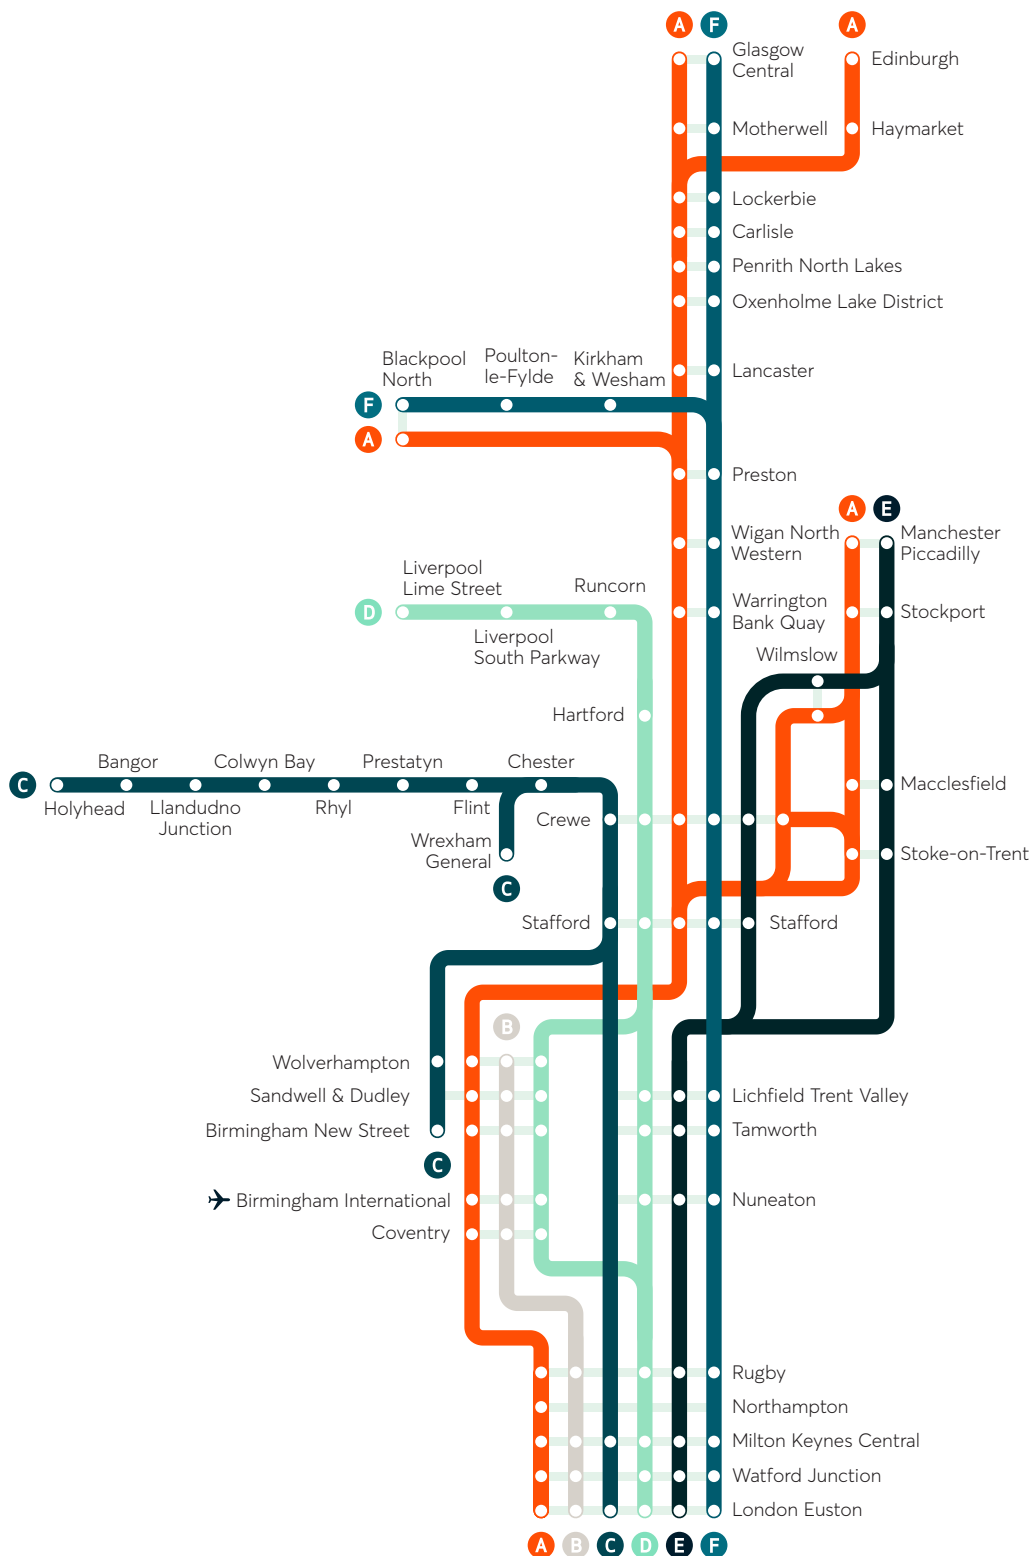 A F A
Glasgow
Central
Edinburgh
Motherwell
Haymarket
Lockerbie
Carlisle
Penrith North Lakes
Oxenholme Lake District
Blackpool
North
Poulton-
le-Fylde
Kirkham
& Wesham
Lancaster
F
A
Preston
A E
Wigan North
Western
Manchester
Piccadilly
Liverpool
Lime Street
Runcorn
D
Warrington
Bank Quay
Stockport
Liverpool
South Parkway
Wilmslow
Hartford
Bangor
Colwyn Bay
Prestatyn
Chester
C
Macclesfield
Holyhead
Llandudno
Junction
Rhyl
Flint
Crewe
Wrexham
General
Stoke-on-Trent
C
Stafford
Stafford
B
Wolverhampton
Sandwell & Dudley
Lichfield Trent Valley
Birmingham New Street
Tamworth
C
Birmingham International
Nuneaton
Coventry
Rugby
Northampton
Milton Keynes Central
Watford Junction
London Euston
A B C D E F